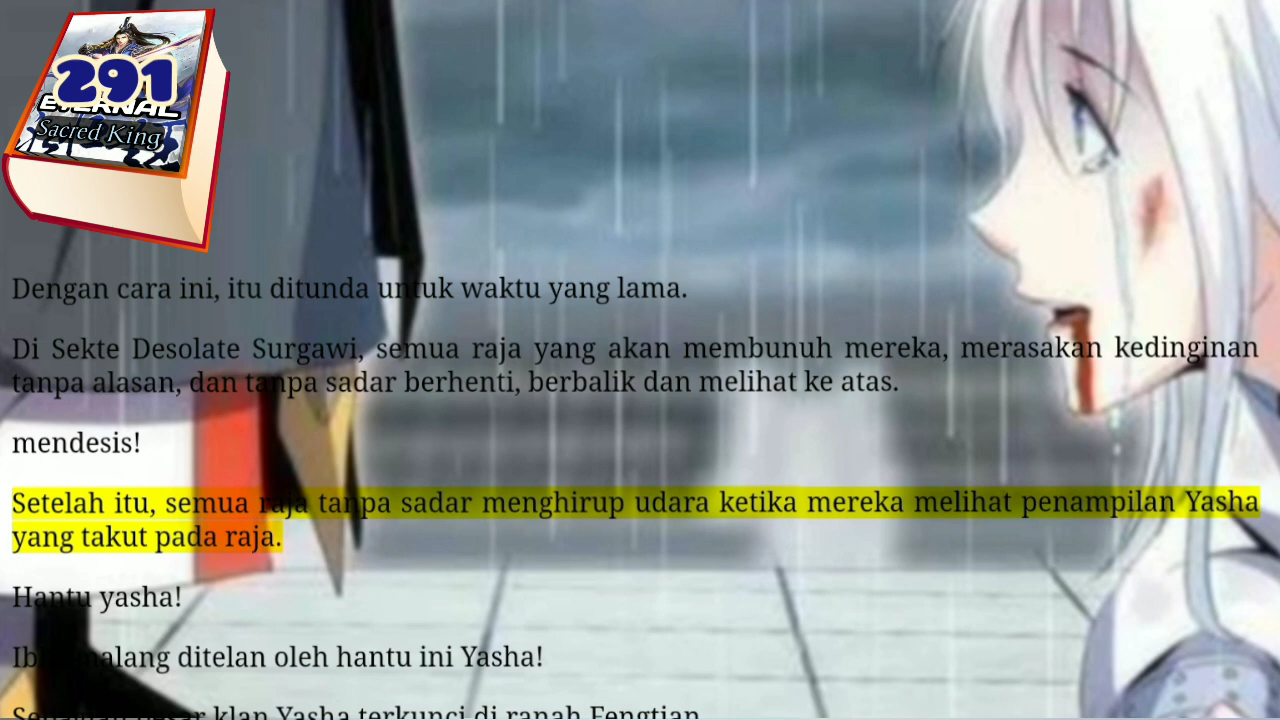 291
ETERNAL
Sacred King
Dengan cara ini, itu ditunda untuk waktu yang lama.
Di Sekte Desolate Surgawi, semua raja yang akan membunuh mereka, merasakan kedinginan
tanpa alasan, dan tanpa sadar berhenti, berbalik dan melihat ke atas.
mendesis!
Setelah itu, semua raja tanpa sadar menghirup udara ketika mereka melihat penampilan Yasha
yang takut pada raja.
Hantu yasha!
malang ditelan oleh hantu ini Yasha!
klan Yasha terkunci di ranah Fengtian